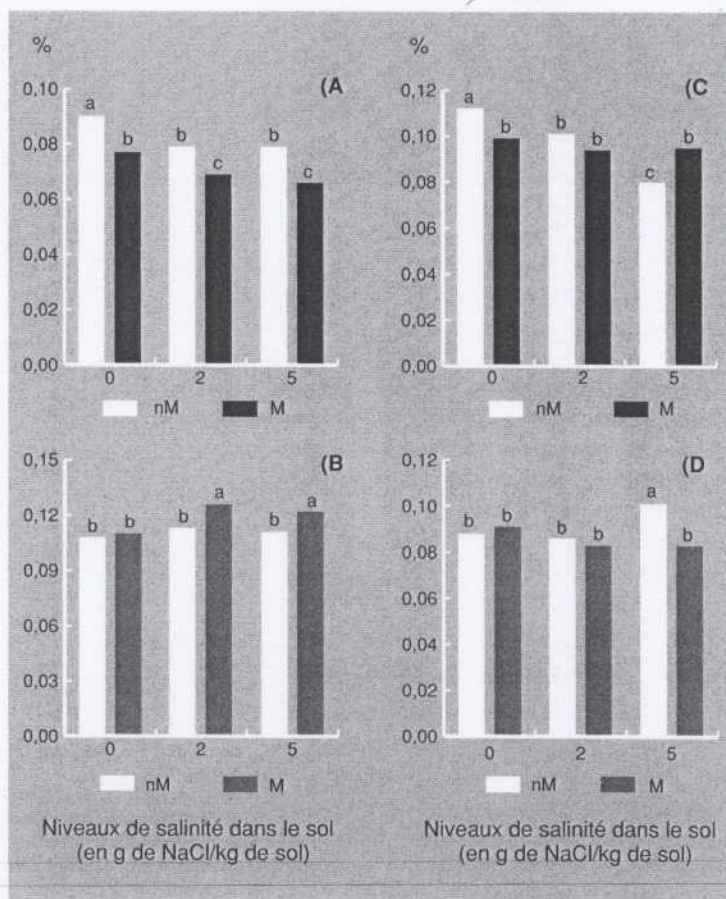 %
(A
0,10
0,08
0,06
0,04
0,02
0,00
a
b
b
c
b
c
0
2
5
nM
M
%
(C
0,12
0,10
0,08
0,06
0,04
0,02
0,00
a
b
b
b
c
b
0
2
5
nM
M
(B
0,15
0,12
0,09
0,06
0,03
0,00
b
b
b
a
b
a
0
2
5
nM
M
Niveaux de salinité dans le sol
(en g de NaCl/kg de sol)
(D
0,12
0,10
0,08
0,06
0,04
0,02
0,00
b
b
b
b
a
b
0
2
5
nM
M
Niveaux de salinité dans le sol
(en g de NaCl/kg de sol)